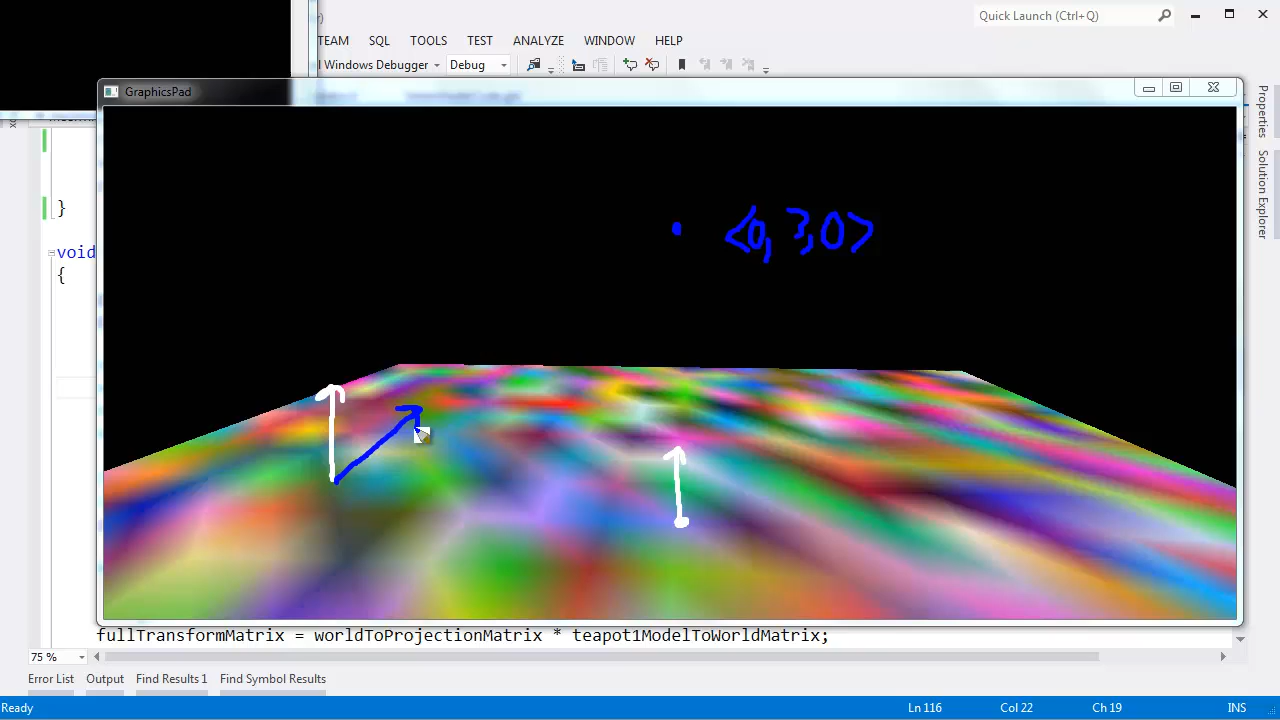 Quick Launch (Ctrl+Q)
TEAM SQL TOOLS TEST ANALYZE WINDOW HELP
Windows Debugger Debug
GraphicsPad
Properties
Solution Explorer
<0, 3, 0>
}
void
{
fullTransformMatrix = worldToProjectionMatrix * teapot1ModelToWorldMatrix;
75 %
Error List Output Find Results 1 Find Symbol Results
Ready Ln 116 Col 22 Ch 19 INS